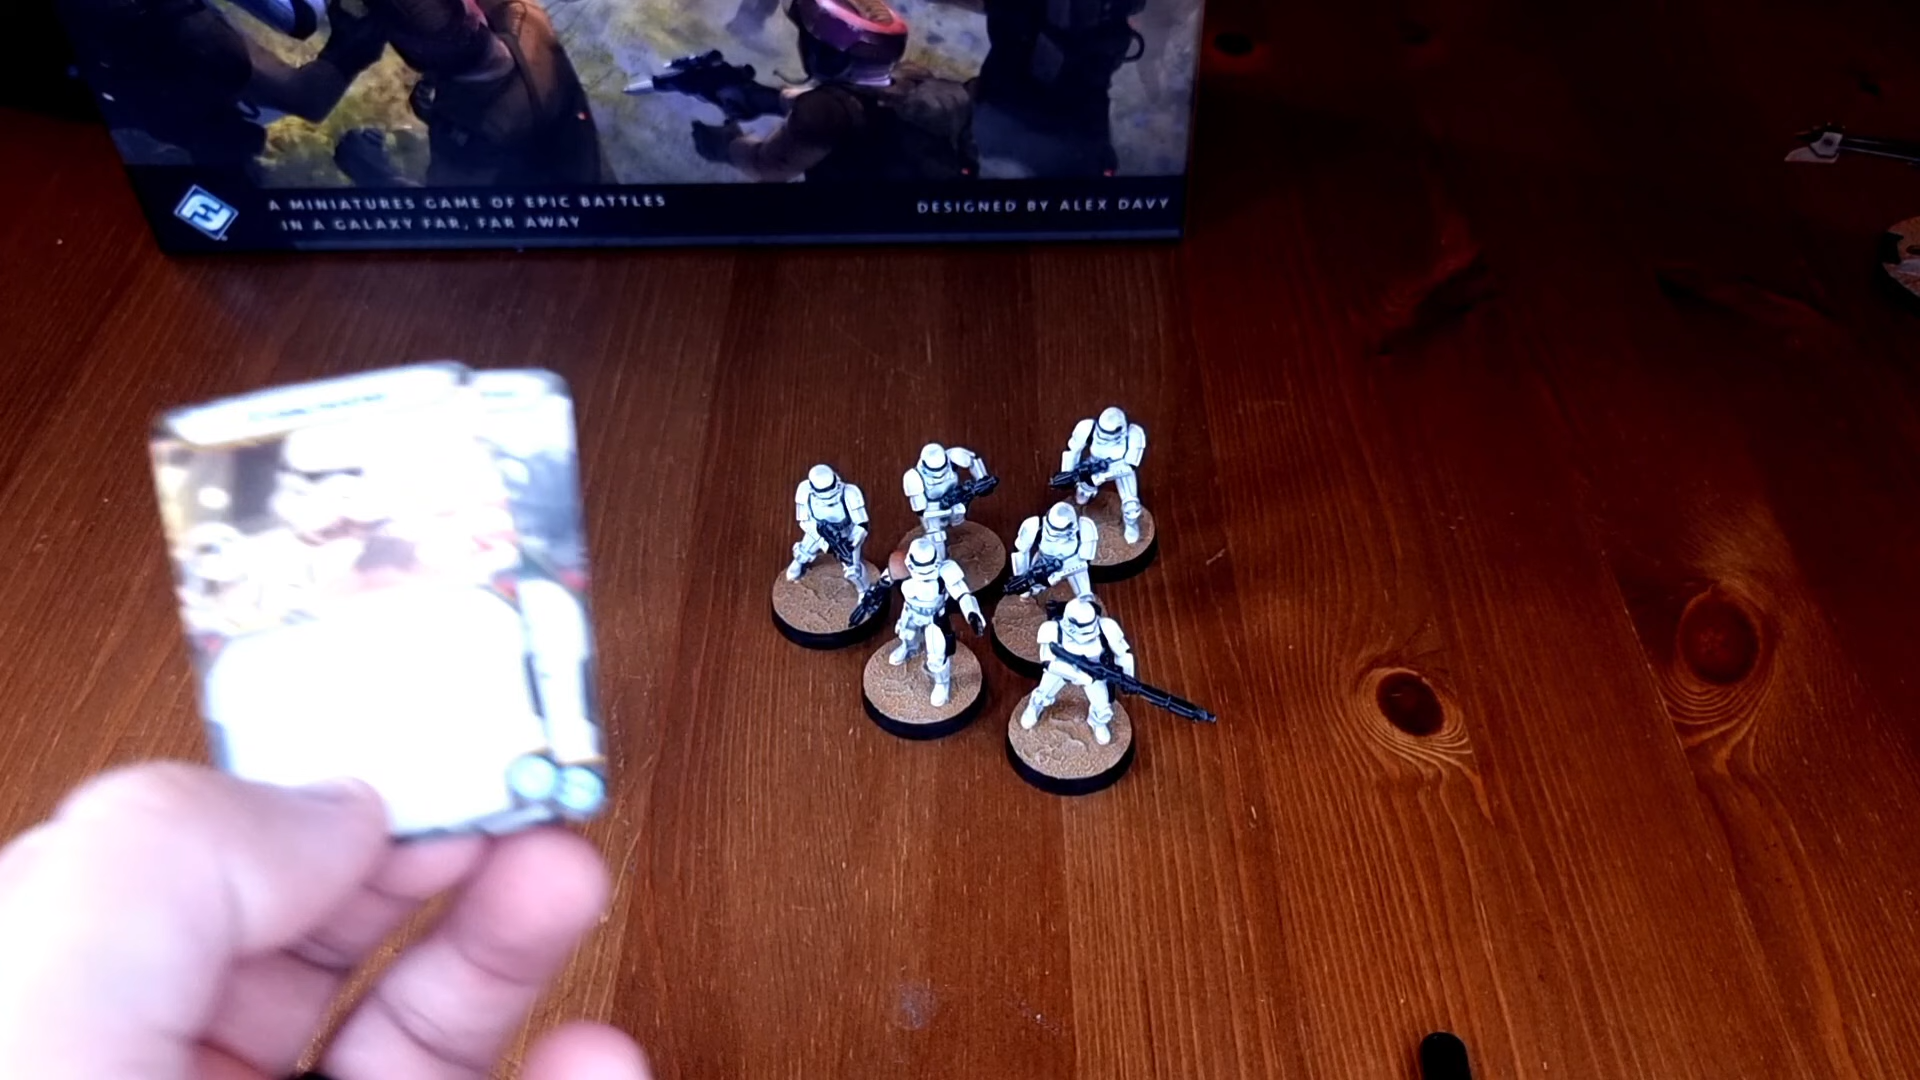 A MINIATURES GAME OF EPIC BATTLES
IN A GALAXY FAR, FAR AWAY
DESIGNED BY ALEX DAVY